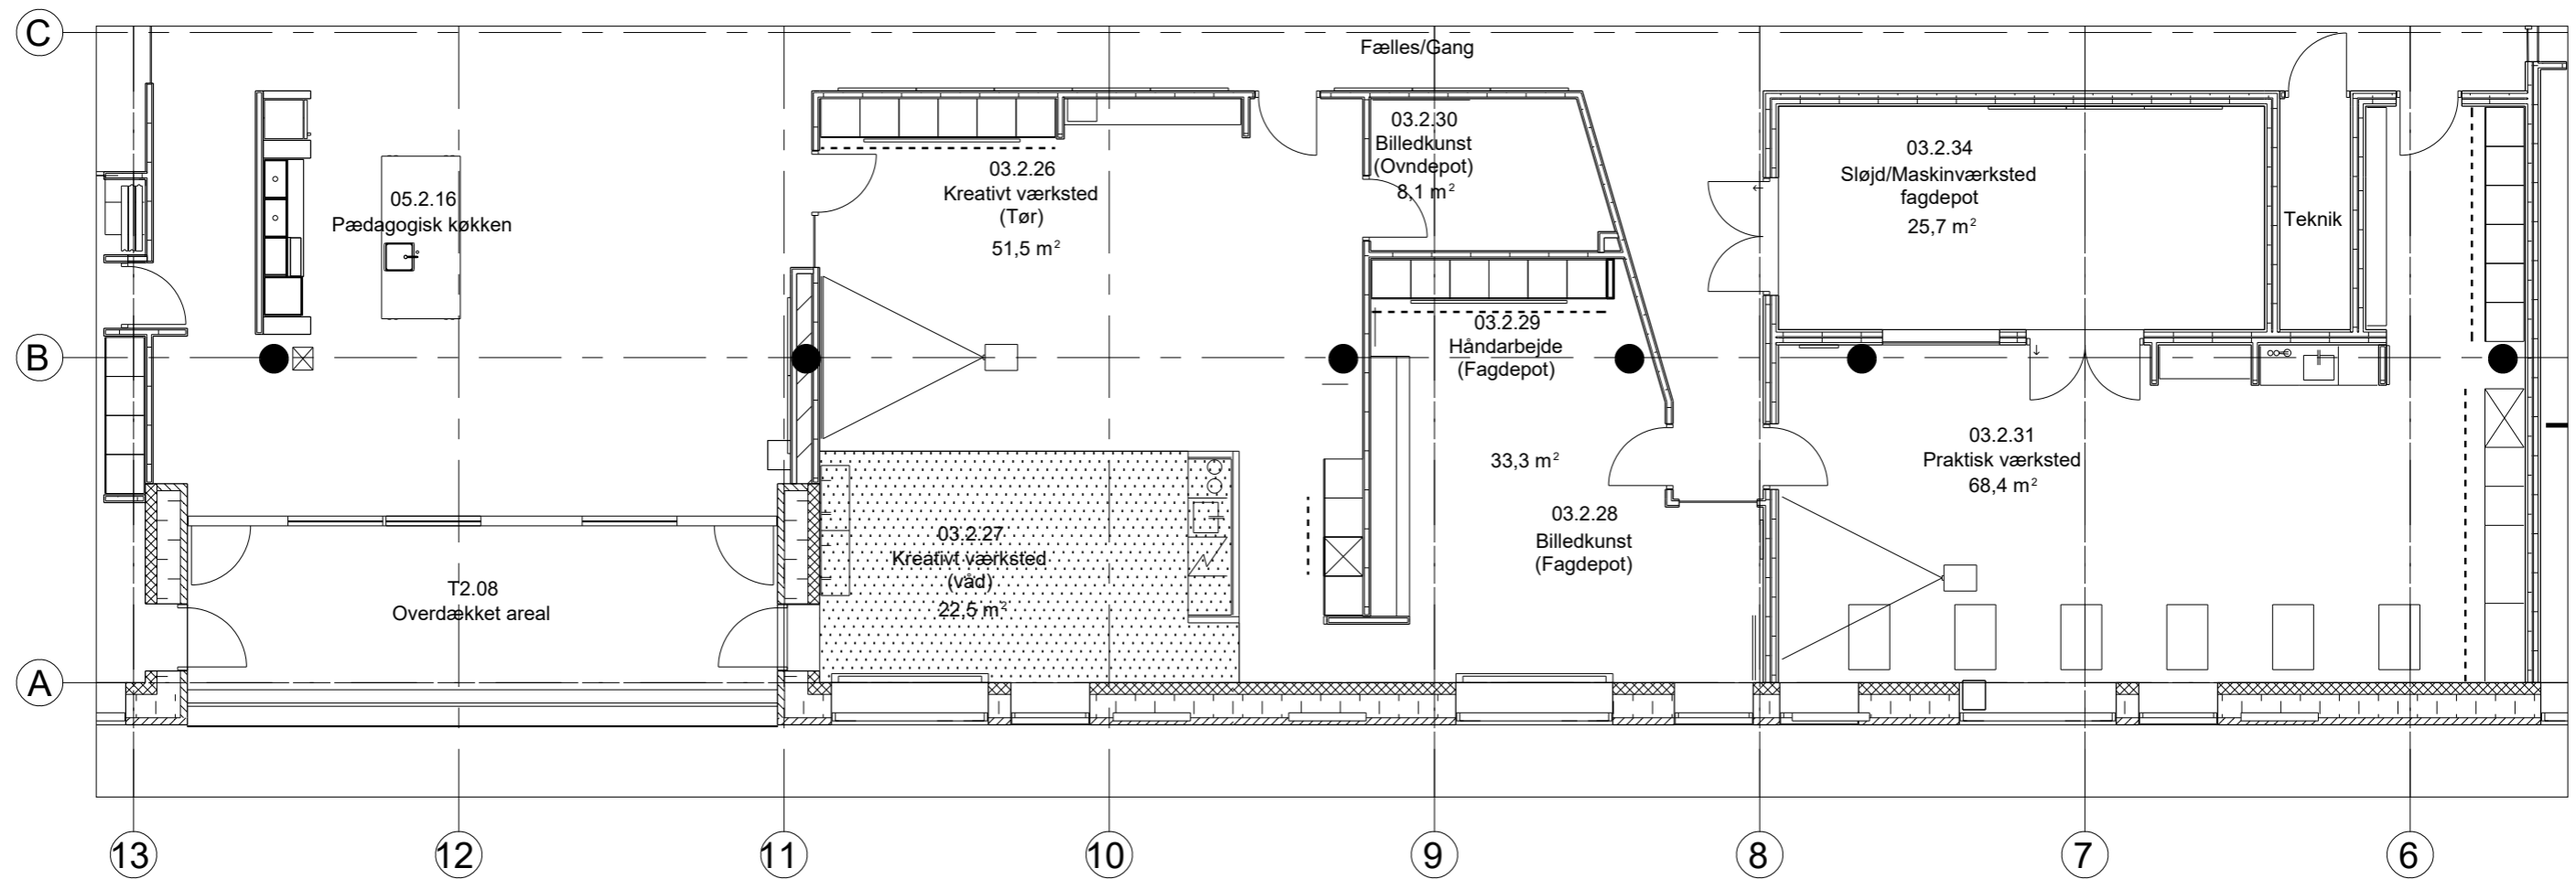 C
Fælles/Gang
05.2.16
Pædagogisk køkken
03.2.26
Kreativt værksted
(Tør)
51,5 m²
03.2.30
Billedkunst
(Ovndepot)
8,1 m²
03.2.34
Sløjd/Maskinværksted
fagdepot
25,7 m²
Teknik
B
03.2.29
Håndarbejde
(Fagdepot)
33,3 m²
03.2.28
Billedkunst
(Fagdepot)
03.2.31
Praktisk værksted
68,4 m²
T2.08
Overdækket areal
03.2.27
Kreativt værksted
(våd)
22,5 m²
A
13
12
11
10
9
8
7
6